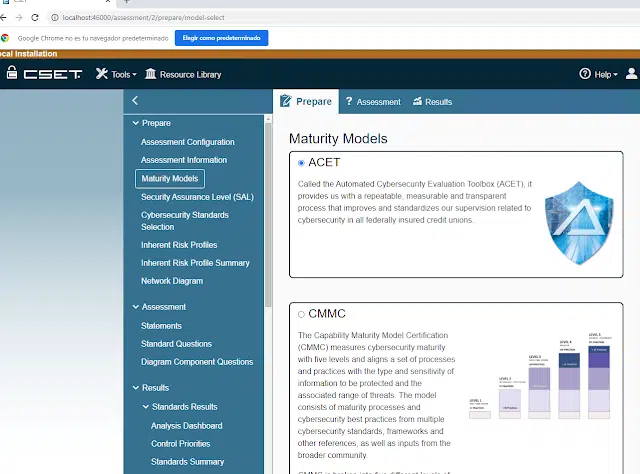 CSET
localhost:46000/assessment/2/prepare/model-select
Google Chrome no es tu navegador predeterminado
Elegir como predeterminado
ocal Installation
CSET
Tools
Resource Library
Help
Prepare
Assessment
Results
Prepare
Assessment Configuration
Assessment Information
Maturity Models
Security Assurance Level (SAL)
Cybersecurity Standards
Selection
Inherent Risk Profiles
Inherent Risk Profile Summary
Network Diagram
Assessment
Statements
Standard Questions
Diagram Component Questions
Results
Standards Results
Analysis Dashboard
Control Priorities
Standards Summary
Maturity Models
ACET
Called the Automated Cybersecurity Evaluation Toolbox (ACET), it
provides us with a repeatable, measurable and transparent
process that improves and standardizes our supervision related to
cybersecurity in all federally insured credit unions.
CMMC
The Capability Maturity Model Certification
(CMMC) measures cybersecurity maturity
with five levels and aligns a set of processes
and practices with the type and sensitivity of
information to be protected and the
associated range of threats. The model
consists of maturity processes and
cybersecurity best practices from multiple
cybersecurity standards, frameworks and
other references, as well as inputs from the
broader community.
CMMC is broken into five different levels of
LEVEL 1
LEVEL 2
LEVEL 3
LEVEL 4
LEVEL 5